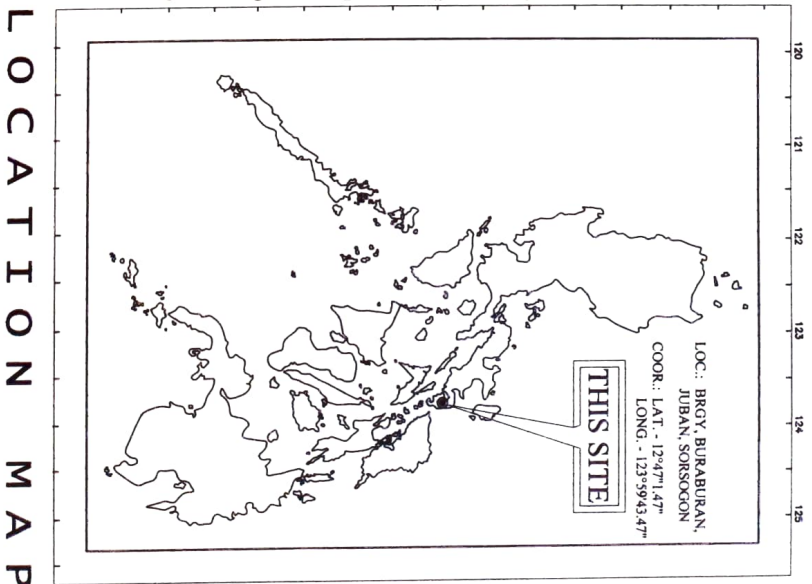 LOCATION MAP
120
121
122
123
124
125
LOC.: BRGY, BURABURAN,
JUBAN, SORSOGON
COOR.: LAT. - 12°47'1.47"
LONG. - 123°59'43.47"
THIS SITE